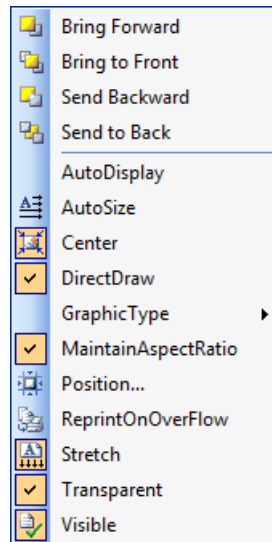 Bring Forward
Bring to Front
Send Backward
Send to Back
AutoDisplay
AutoSize
Center
DirectDraw
GraphicType
MaintainAspectRatio
Position...
ReprintOnOverFlow
Stretch
Transparent
Visible